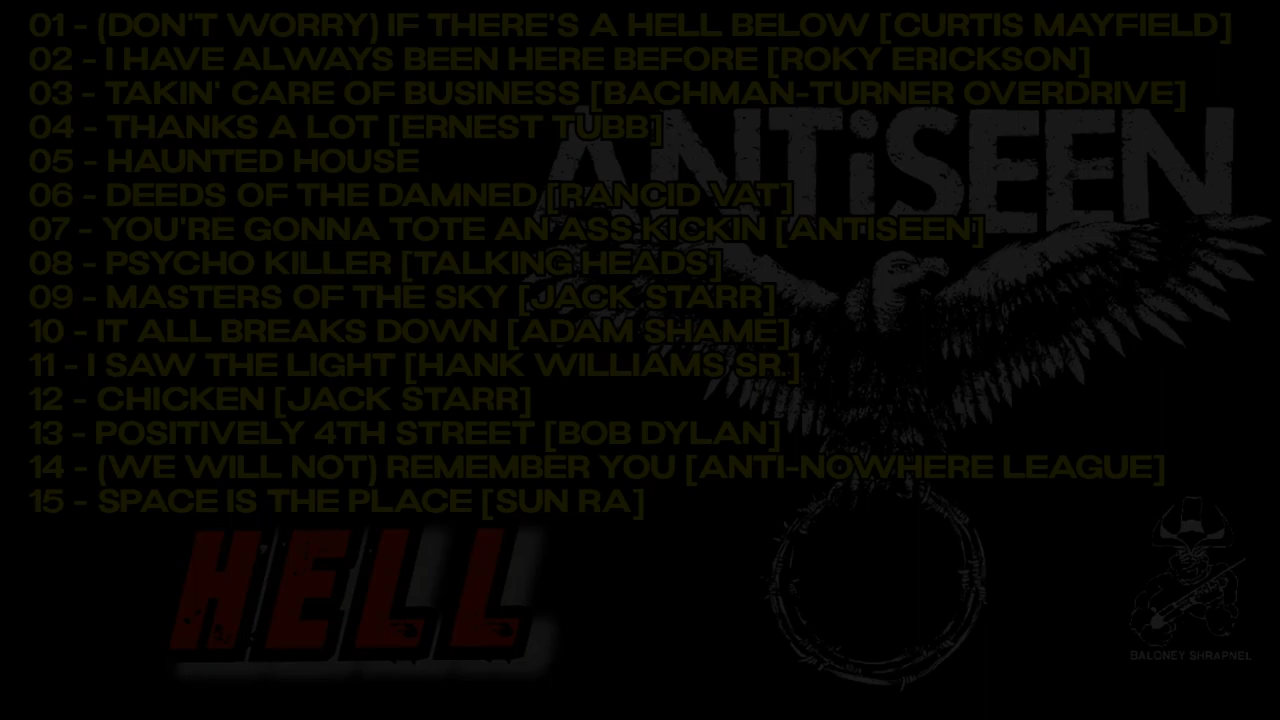 01 - (DON'T WORRY) IF THERE'S A HELL BELOW [CURTIS MAYFIELD]
02 - I HAVE ALWAYS BEEN HERE BEFORE [ROKY ERICKSON]
03 - TAKIN' CARE OF BUSINESS [BACHMAN-TURNER OVERDRIVE]
04 - THANKS A LOT [ERNEST TUBB]
05 - HAUNTED HOUSE
06 - DEEDS OF THE DAMNED [RANCID VAT]
07 - YOU'RE GONNA TOTE AN ASS KICKIN [ANTISEEN]
08 - PSYCHO KILLER [TALKING HEADS]
09 - MASTERS OF THE SKY [JACK STARR]
10 - IT ALL BREAKS DOWN [ADAM SHAME]
11 - I SAW THE LIGHT [HANK WILLIAMS SR.]
12 - CHICKEN [JACK STARR]
13 - POSITIVELY 4TH STREET [BOB DYLAN]
14 - (WE WILL NOT) REMEMBER YOU [ANTI-NOWHERE LEAGUE]
15 - SPACE IS THE PLACE [SUN RA]
ANTiSEEN
HELL
BALONEY SHRAPNEL